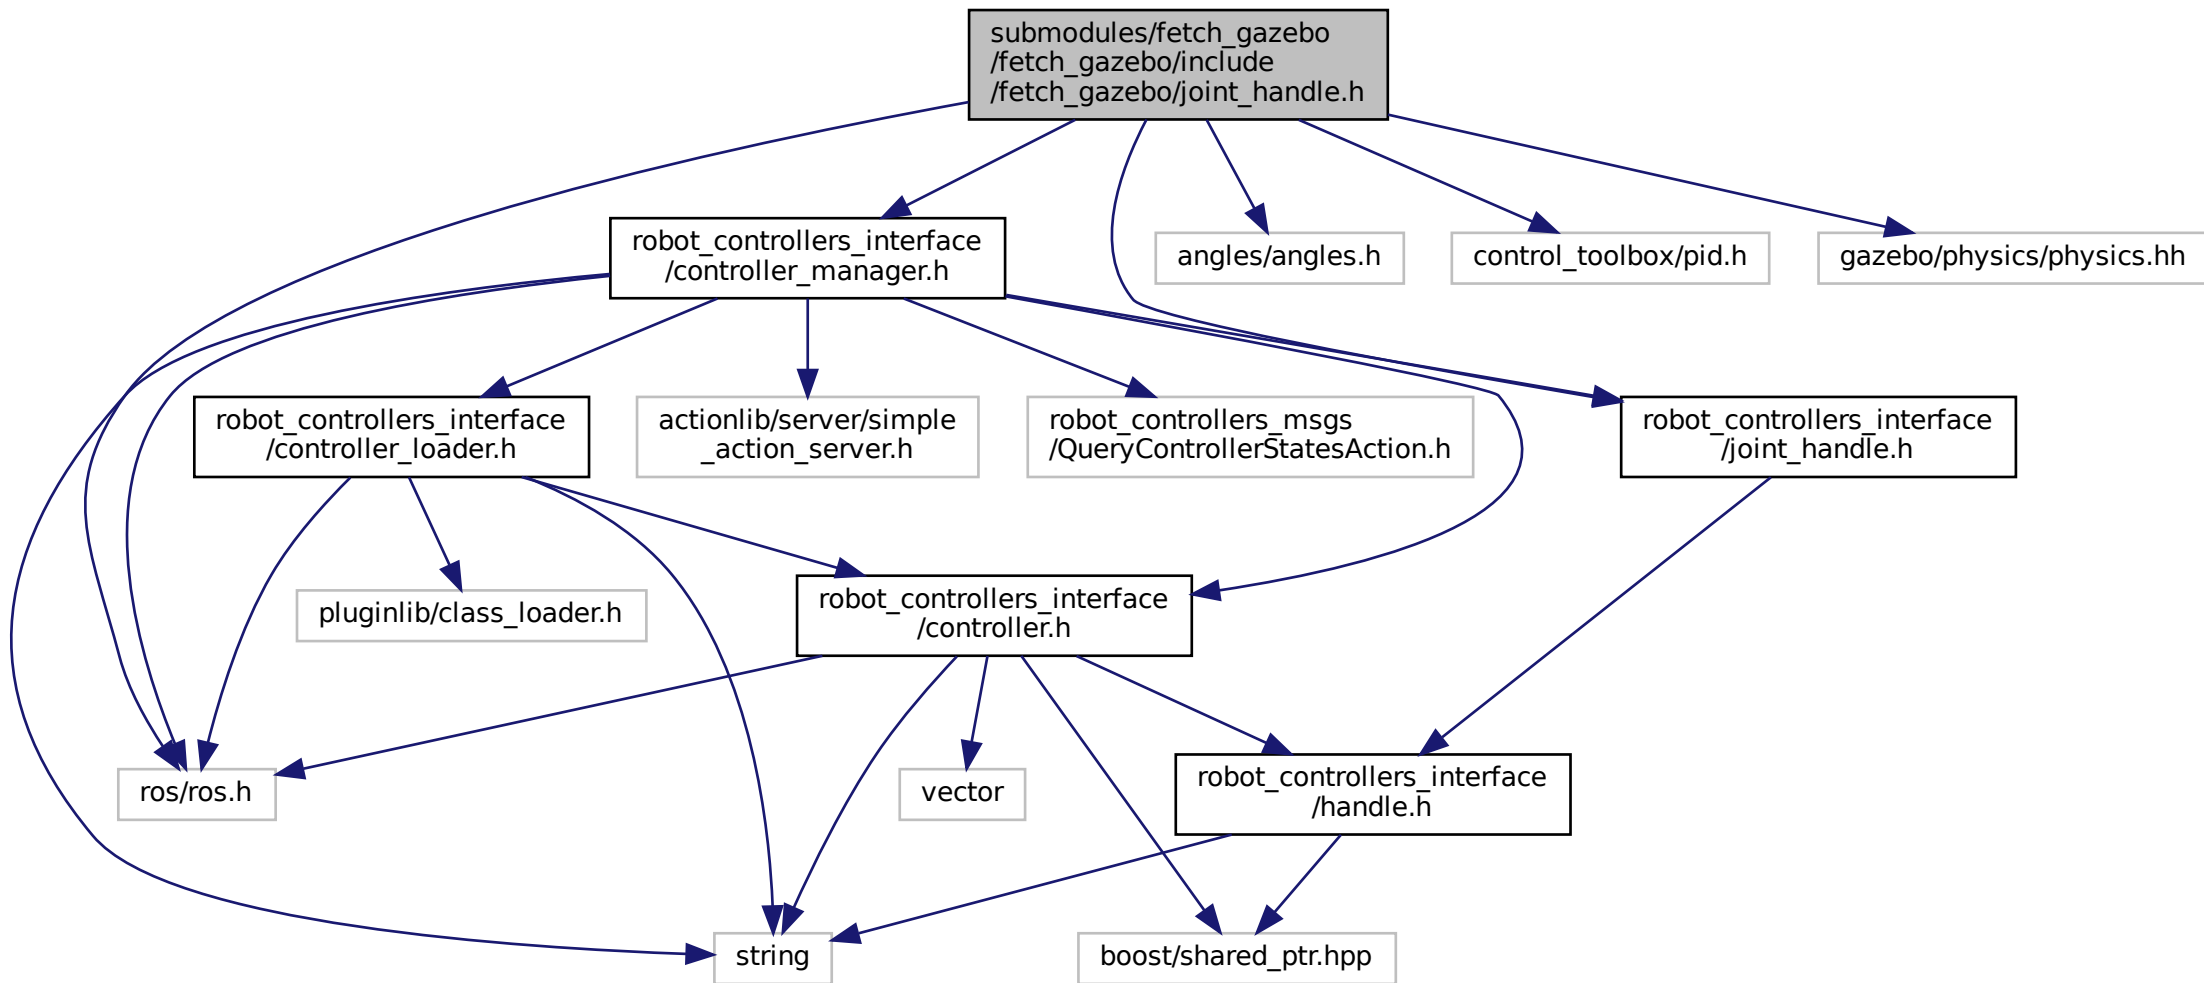 submodules/fetch_gazebo
/fetch_gazebo/include
/fetch_gazebo/joint_handle.h
robot_controllers_interface
/controller_manager.h
angles/angles.h
control_toolbox/pid.h
gazebo/physics/physics.hh
robot_controllers_interface
/controller_loader.h
actionlib/server/simple
_action_server.h
robot_controllers_msgs
/QueryControllerStatesAction.h
robot_controllers_interface
/joint_handle.h
pluginlib/class_loader.h
robot_controllers_interface
/controller.h
ros/ros.h
vector
robot_controllers_interface
/handle.h
string
boost/shared_ptr.hpp